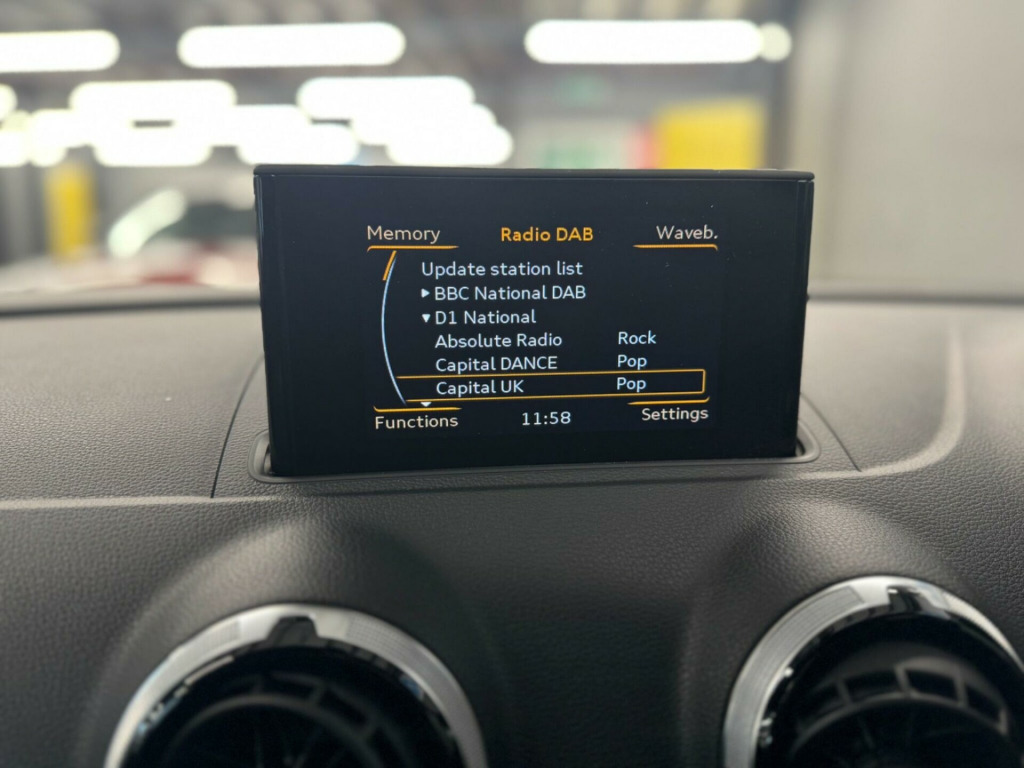 Memory Radio DAB Waveb.
Update station list
BBC National DAB
D1 National
Absolute Radio Rock
Capital DANCE Pop
Capital UK Pop
Functions 11:58 Settings